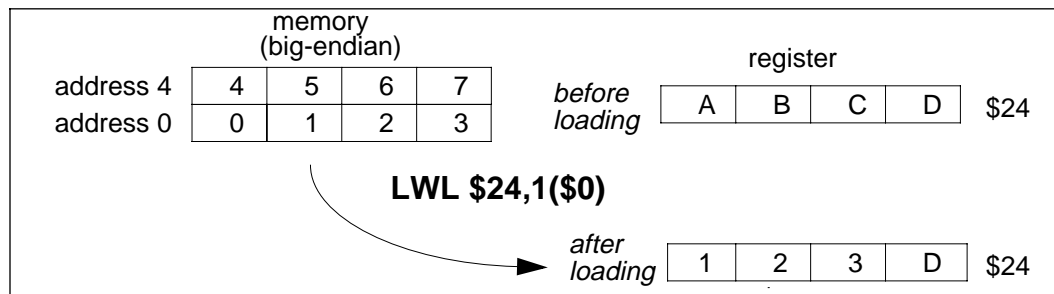 memory
(big-endian)
address 4 4 5 6 7
address 0 0 1 2 3
register
before
loading A B C D $24
LWL $24,1($0)
after
loading 1 2 3 D $24